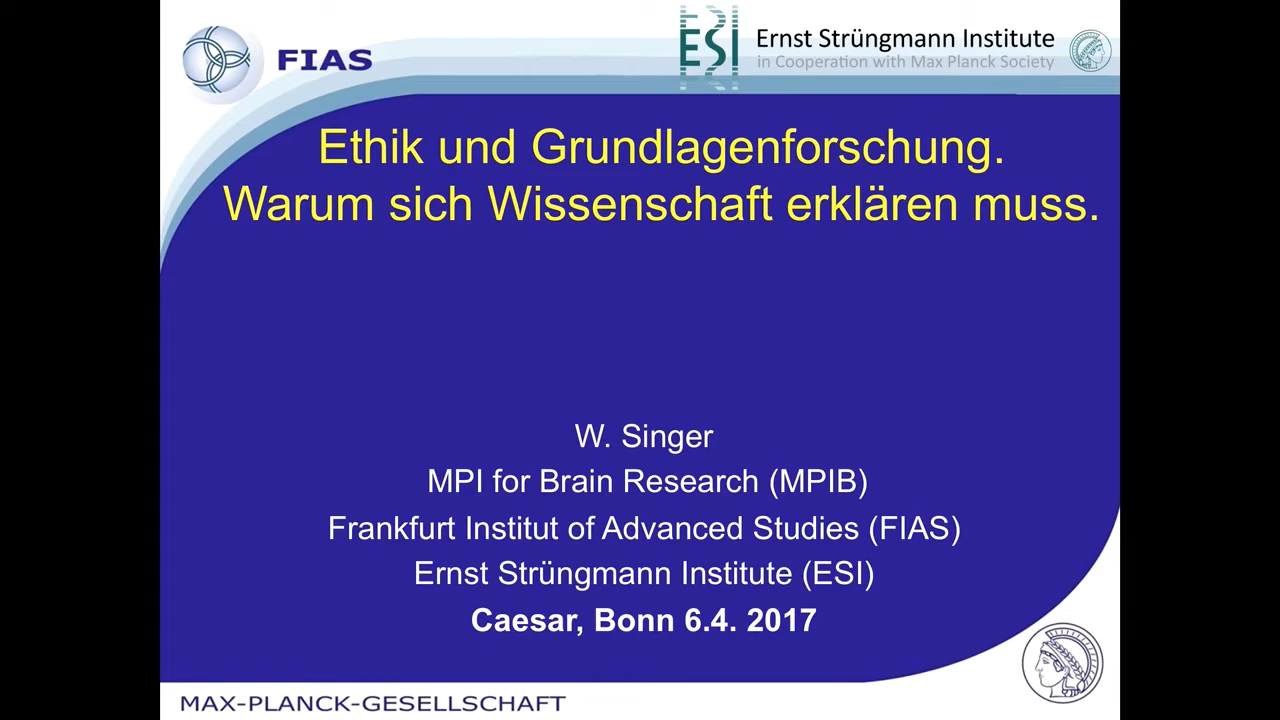 FIAS
ESI
Ernst Strüngmann Institute
in Cooperation with Max Planck Society
Ethik und Grundlagenforschung.
Warum sich Wissenschaft erklären muss.
W. Singer
MPI for Brain Research (MPIB)
Frankfurt Institut of Advanced Studies (FIAS)
Ernst Strüngmann Institute (ESI)
Caesar, Bonn 6.4. 2017
MAX-PLANCK-GESELLSCHAFT